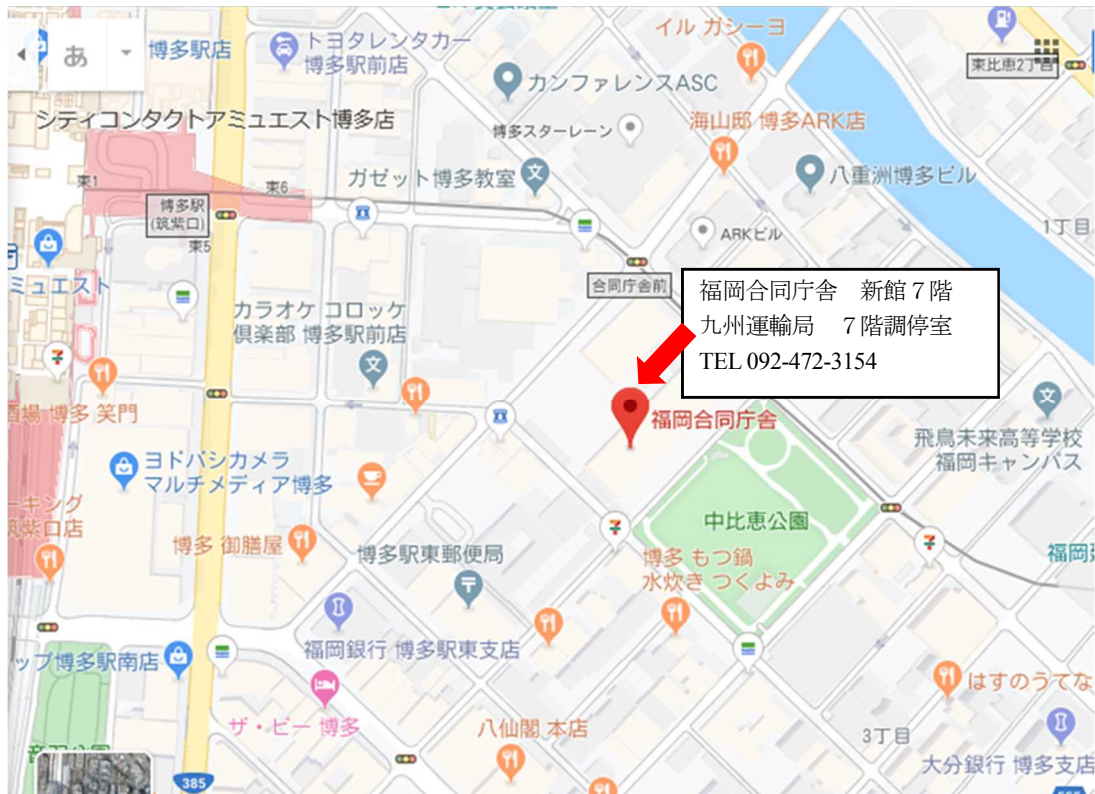 あ
博多駅店
トヨタレンタカー
博多駅前店
イル ガシーヨ
東比恵2丁目
カンファレンスASC
シティコンタクトアミュエスト博多店
博多スターレーン
海山邸 博多ARK店
東1
東6
ガゼット博多教室
八重洲博多ビル
博多駅
(筑紫口)
東5
ARKビル
1丁目
ミュエスト
合同庁舎前
福岡合同庁舎 新館7階
九州運輸局 7階調停室
TEL 092-472-3154
カラオケ コロッケ
倶楽部 博多駅前店
文
酒場 博多 笑門
福岡合同庁舎
飛鳥未来高等学校
福岡キャンパス
ヨドバシカメラ
マルチメディア博多
ーキング
筑紫口店
中比恵公園
博多 御膳屋
博多駅東郵便局
博多 もつ鍋
水炊き つくよみ
福岡銀行 博多駅東支店
ップ博多駅南店
はすのうてな
ザ・ビー 博多
八仙閣 本店
3丁目
大分銀行 博多支店
385